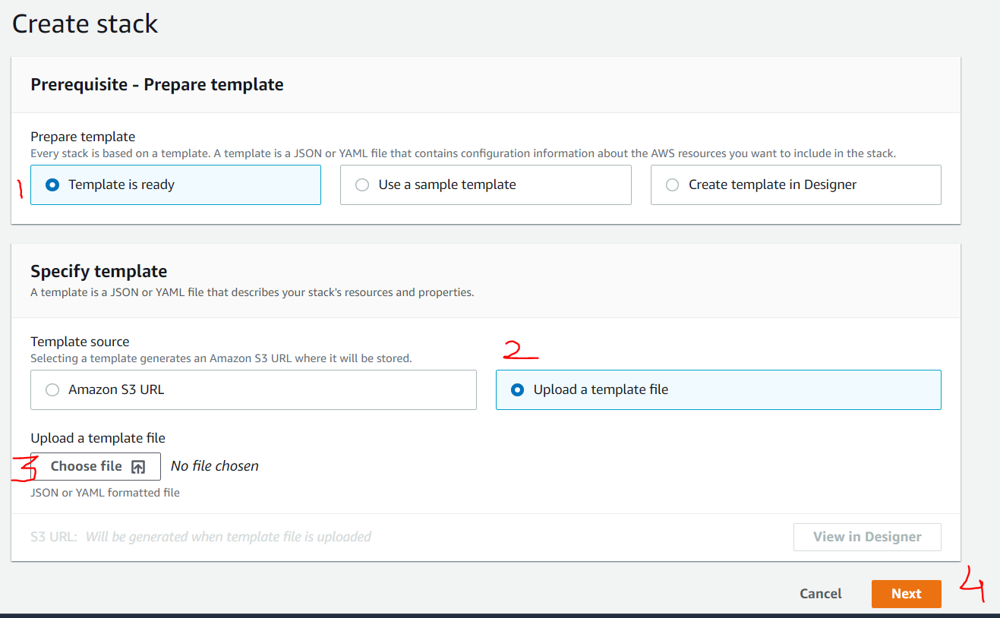 Create stack
Prerequisite - Prepare template
Prepare template
Every stack is based on a template. A template is a JSON or YAML file that contains configuration information about the AWS resources you want to include in the stack.
1 Template is ready Use a sample template Create template in Designer
Specify template
A template is a JSON or YAML file that describes your stack's resources and properties.
Template source
Selecting a template generates an Amazon S3 URL where it will be stored.
2
Amazon S3 URL Upload a template file
Upload a template file
3 Choose file No file chosen
JSON or YAML formatted file
S3 URL: Will be generated when template file is uploaded View in Designer
Cancel Next 4